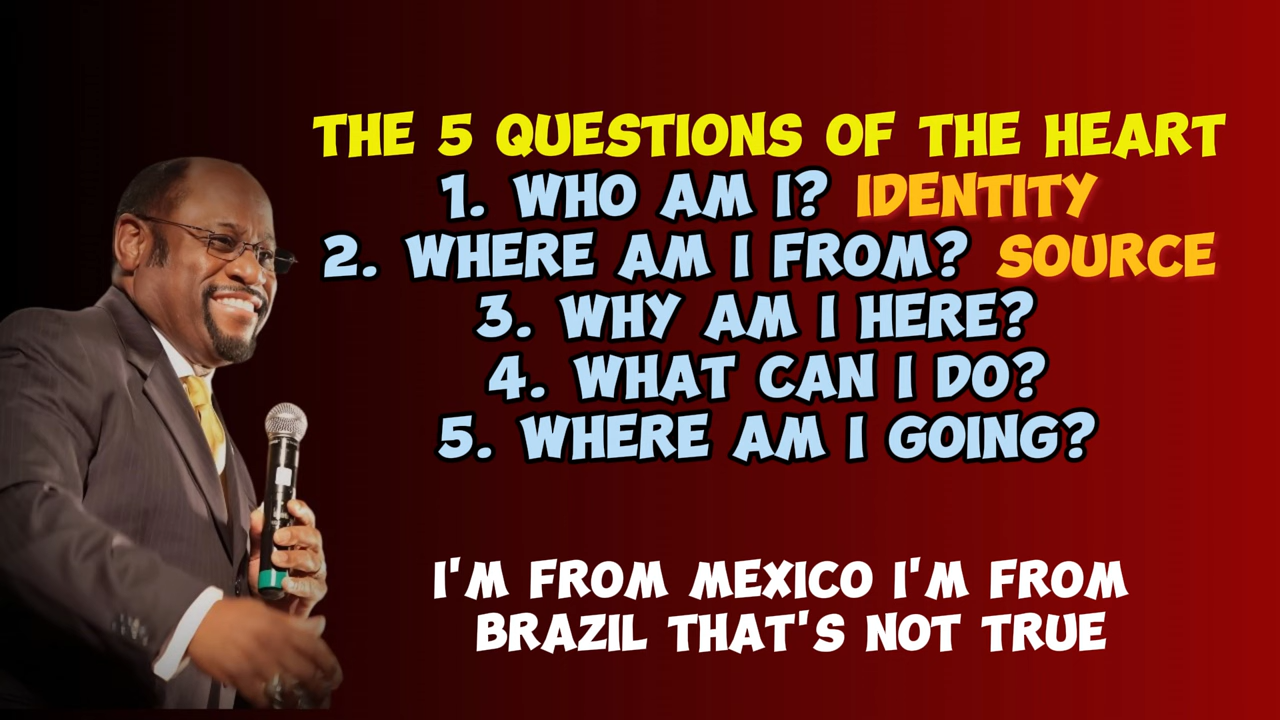 THE 5 QUESTIONS OF THE HEART
1. WHO AM I? IDENTITY
2. WHERE AM I FROM? SOURCE
3. WHY AM I HERE?
4. WHAT CAN I DO?
5. WHERE AM I GOING?
I'M FROM MEXICO I'M FROM
BRAZIL THAT'S NOT TRUE